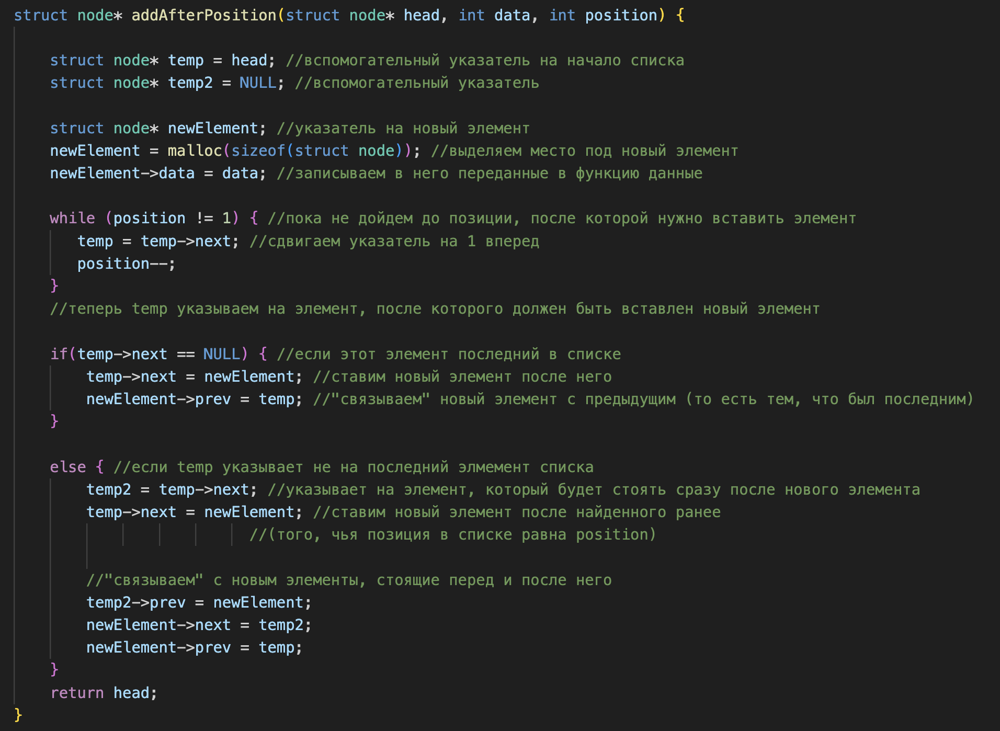 struct node* addAfterPosition(struct node* head, int data, int position) {
struct node* temp = head; //вспомогательный указатель на начало списка
struct node* temp2 = NULL; //вспомогательный указатель
struct node* newElement; //указатель на новый элемент
newElement = malloc(sizeof(struct node)); //выделяем место под новый элемент
newElement->data = data; //записываем в него переданные в функцию данные
while (position != 1) { //пока не дойдем до позиции, после которой нужно вставить элемент
temp = temp->next; //сдвигаем указатель на 1 вперед
position--;
}
//теперь temp указываем на элемент, после которого должен быть вставлен новый элемент
if(temp->next == NULL) { //если этот элемент последний в списке
temp->next = newElement; //ставим новый элемент после него
newElement->prev = temp; //"связываем" новый элемент с предыдущим (то есть тем, что был последним)
}
else { //если temp указывает не на последний элмемент списка
temp2 = temp->next; //указывает на элемент, который будет стоять сразу после нового элемента
temp->next = newElement; //ставим новый элемент после найденного ранее
//(того, чья позиция в списке равна position)
//"связываем" с новым элементы, стоящие перед и после него
temp2->prev = newElement;
newElement->next = temp2;
newElement->prev = temp;
}
return head;
}